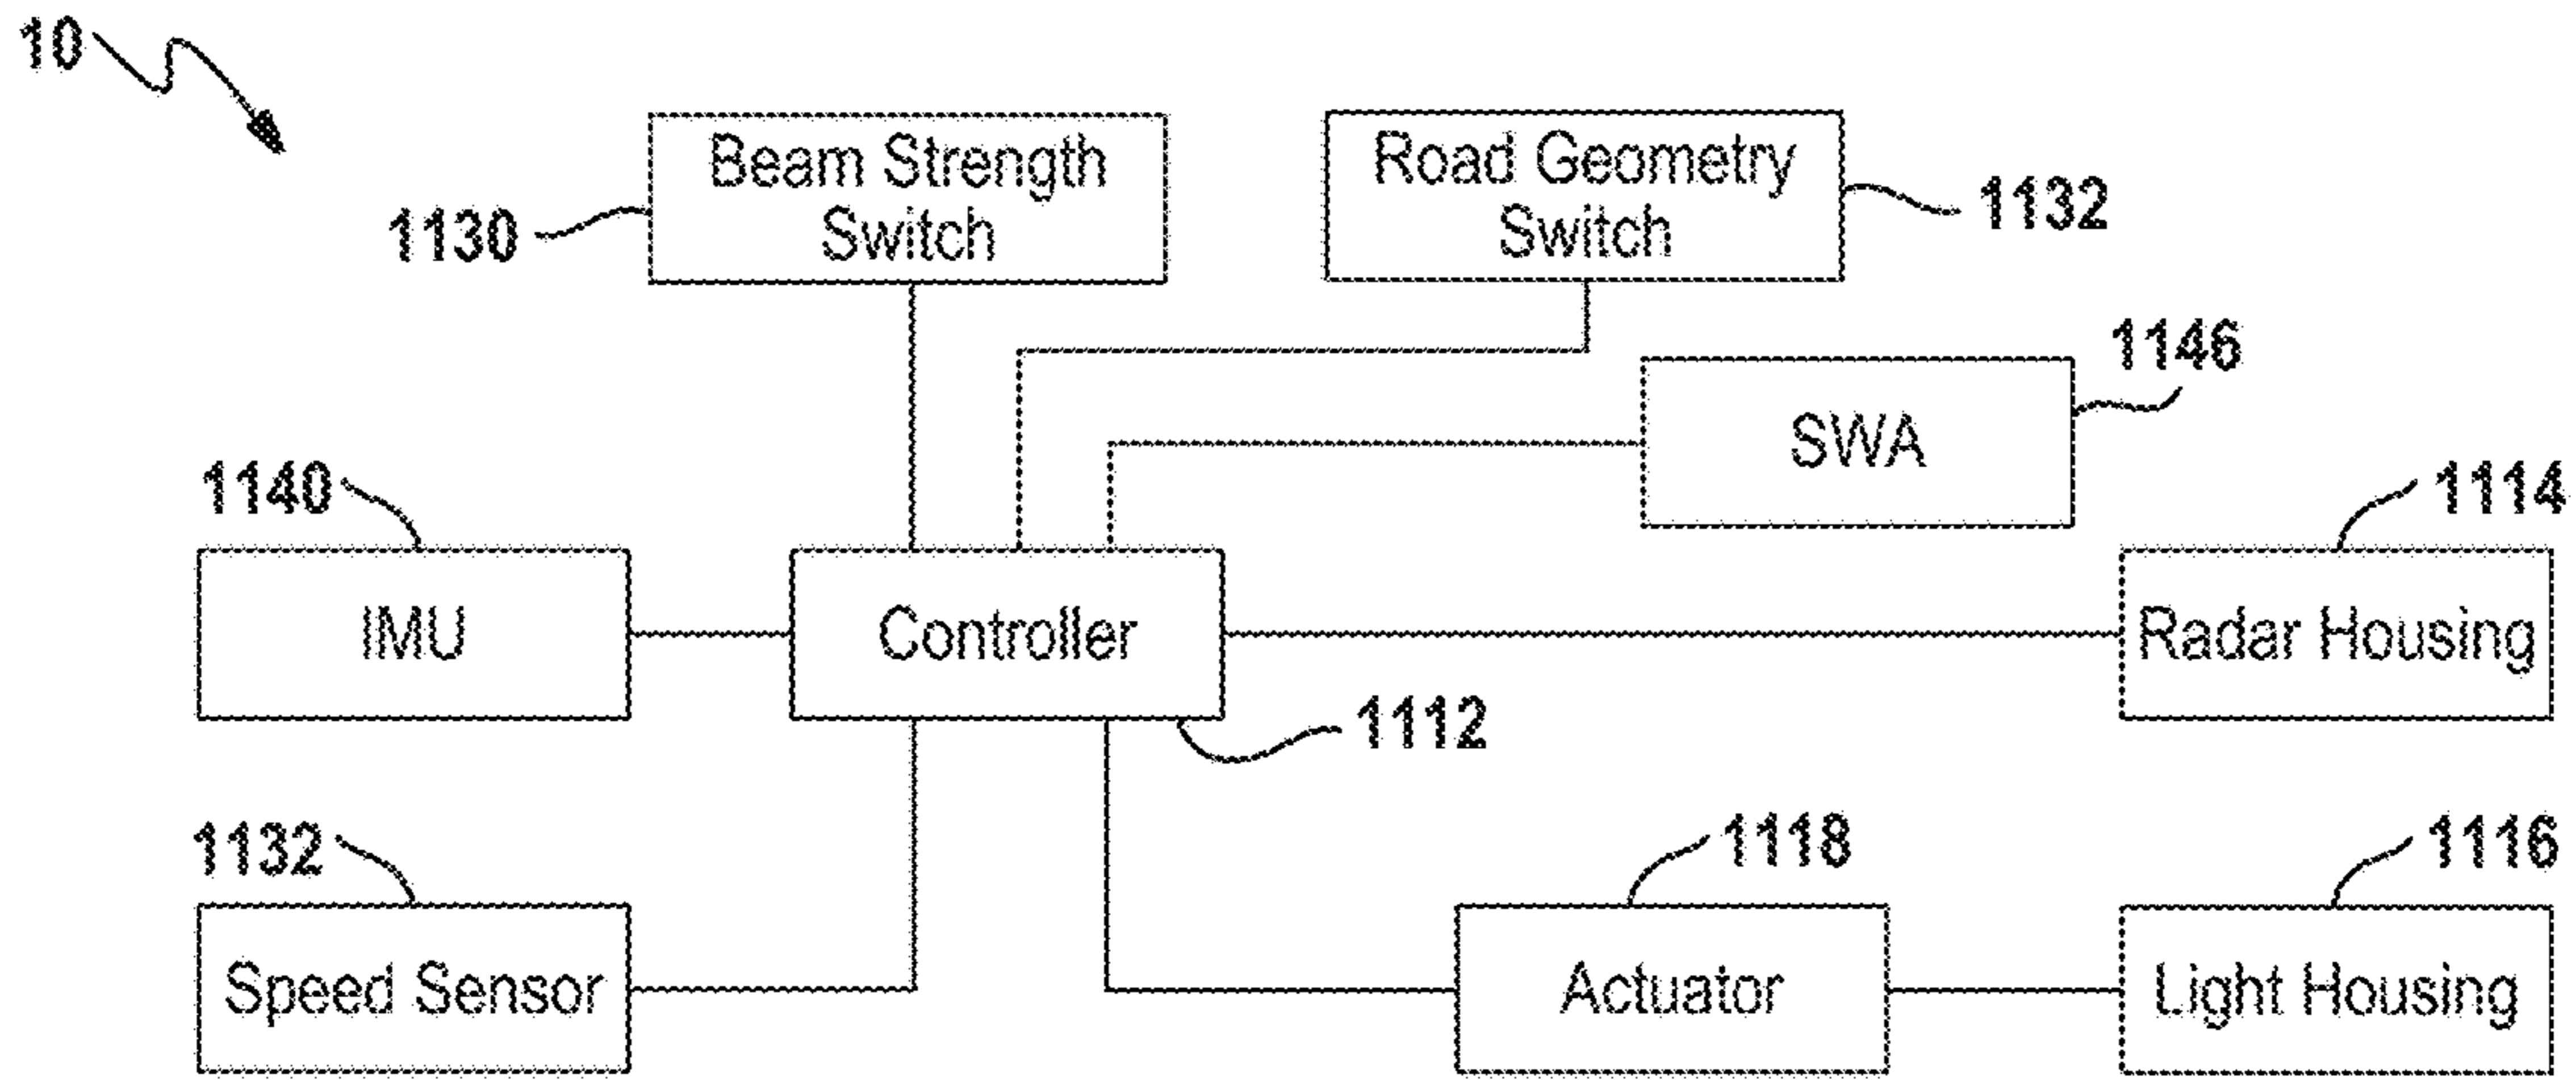 10
Beam Strength
Switch
1130
Road Geometry
Switch
1132
1146
SWA
1140
IMU
Controller
1112
1114
Radar Housing
1132
Speed Sensor
1118
Actuator
1116
Light Housing